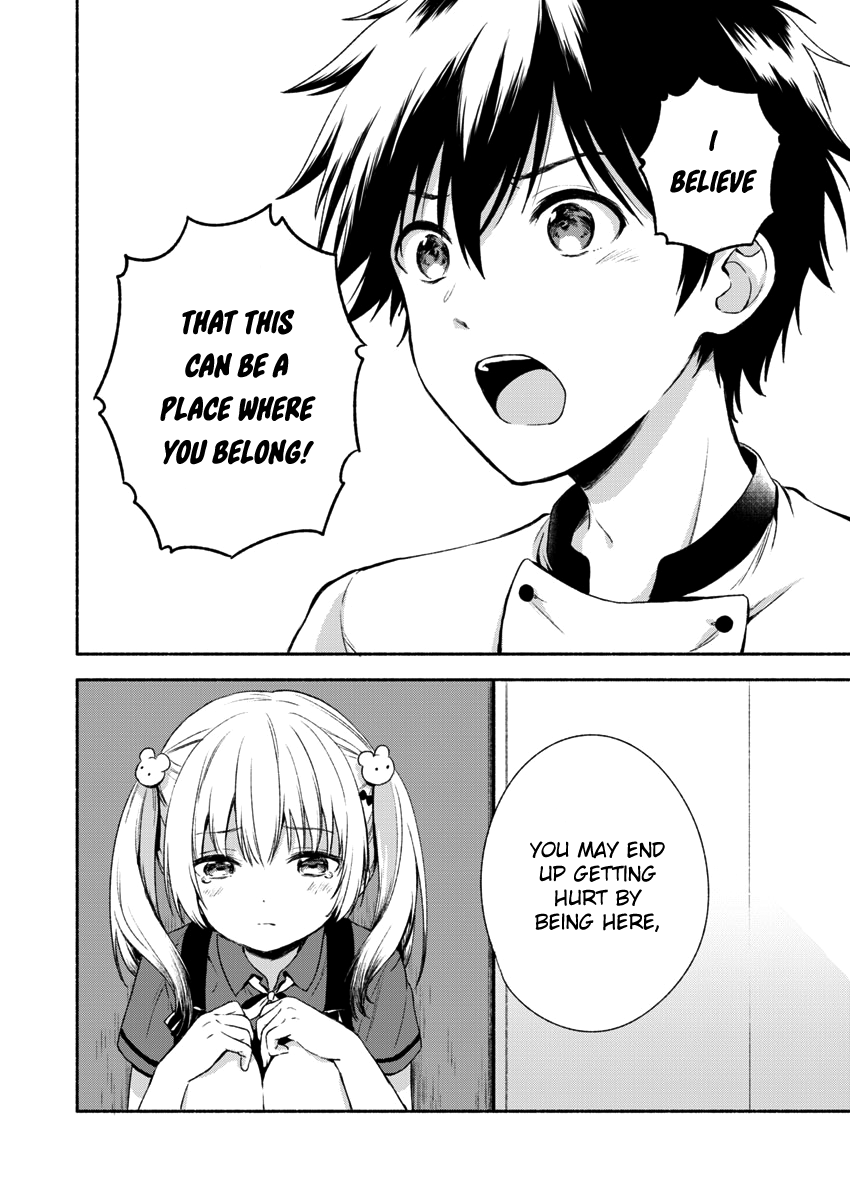 I
BELIEVE
THAT THIS
CAN BE A
PLACE WHERE
YOU BELONG!
YOU MAY END
UP GETTING
HURT BY
BEING HERE,